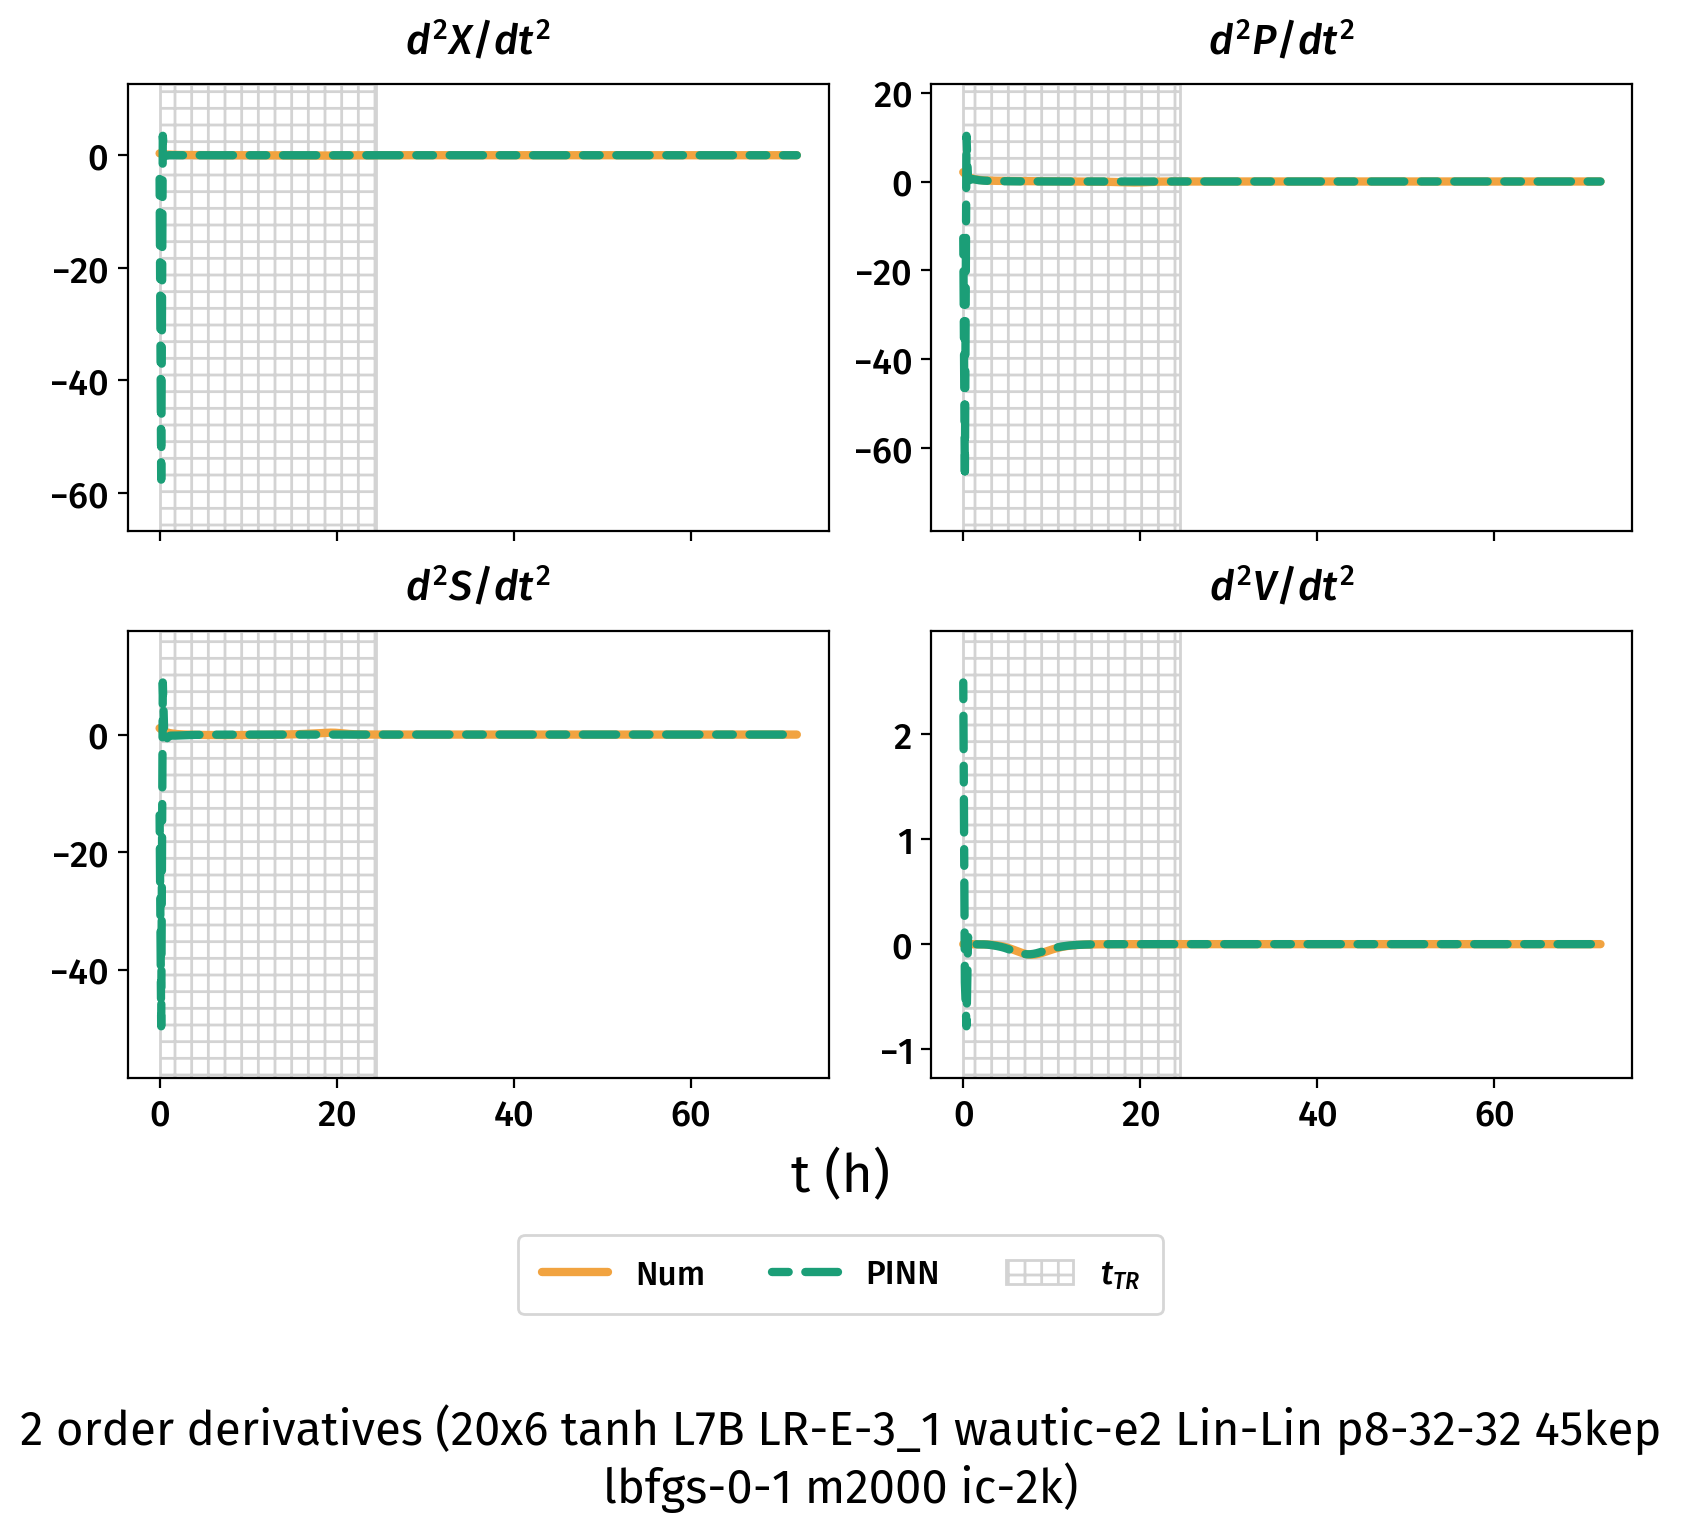 d²X/dt²
d²P/dt²
0
−20
−40
−60
20
0
−20
−40
−60
d²S/dt²
d²V/dt²
0
−20
−40
2
1
0
−1
0 20 40 60
0 20 40 60
t (h)
Num PINN t_TR
2 order derivatives (20x6 tanh L7B LR-E-3_1 wautic-e2 Lin-Lin p8-32-32 45kep
lbfgs-0-1 m2000 ic-2k)